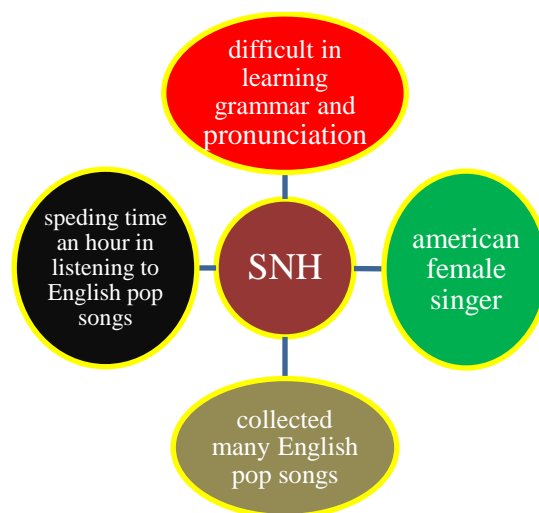 difficult in
learning
grammar and
pronunciation
speding time
an hour in
listening to
English pop
songs
SNH
american
female
singer
collected
many English
pop songs